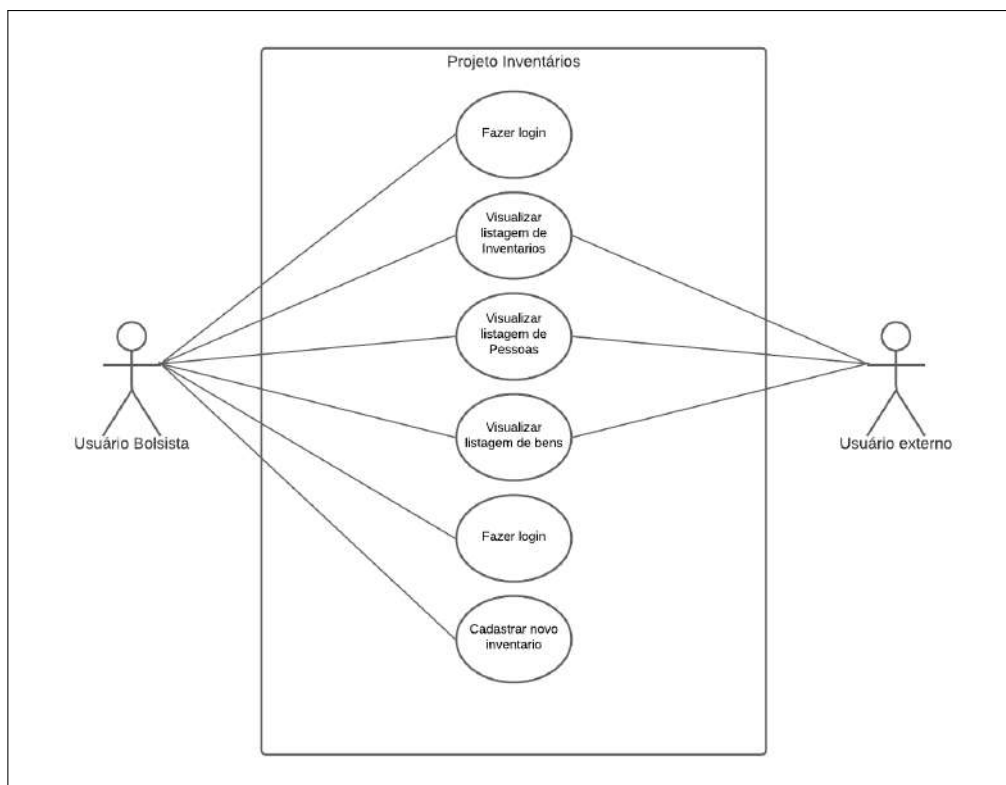 Projeto Inventários
Fazer login
Visualizar
listagem de
Inventarios
Visualizar
listagem de
Pessoas
Visualizar
listagem de bens
Usuário Bolsista
Usuário externo
Fazer login
Cadastrar novo
inventario